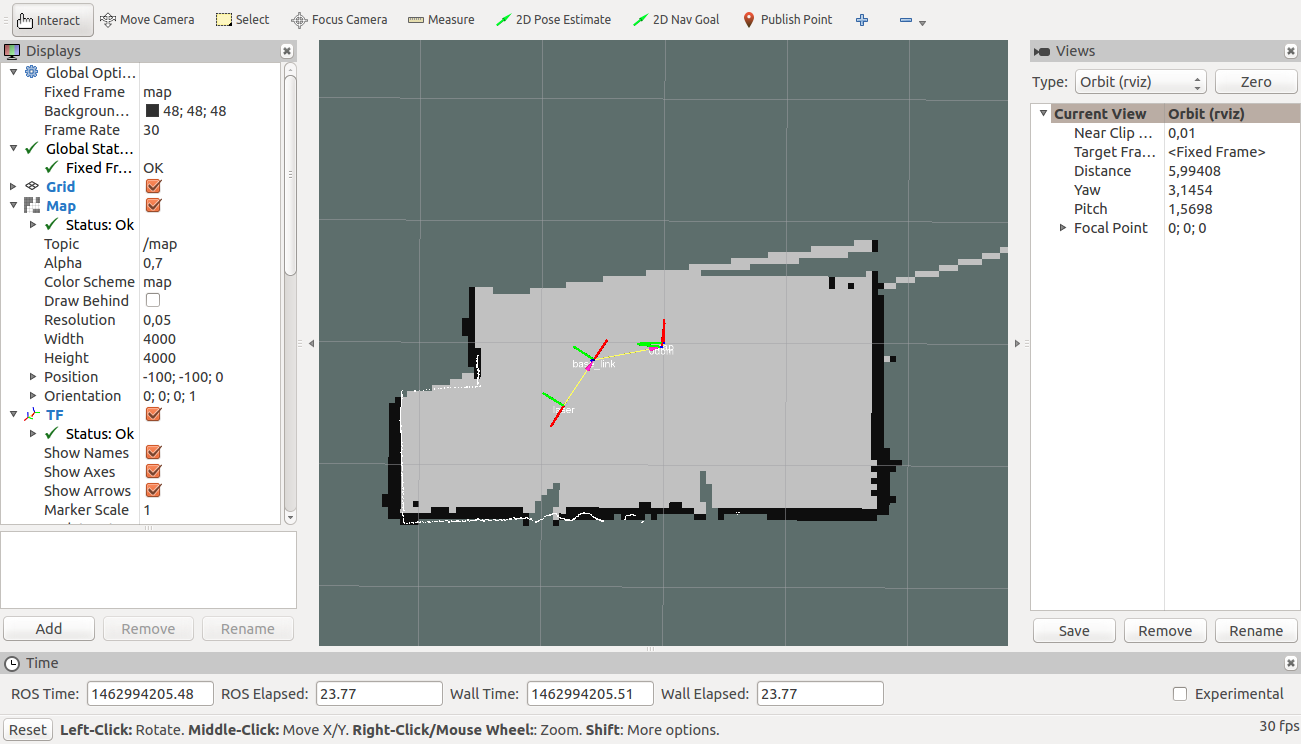 Interact Move Camera Select Focus Camera Measure 2D Pose Estimate 2D Nav Goal Publish Point
Displays
Global Opti...
Fixed Frame map
Backgroun... 48; 48; 48
Frame Rate 30
Global Stat...
Fixed Fr... OK
Grid
Map
Status: Ok
Topic /map
Alpha 0,7
Color Scheme map
Draw Behind
Resolution 0,05
Width 4000
Height 4000
Position -100; -100; 0
Orientation 0; 0; 0; 1
TF
Status: Ok
Show Names
Show Axes
Show Arrows
Marker Scale 1
Add Remove Rename
base_link
laser
Views
Type: Orbit (rviz) Zero
Current View Orbit (rviz)
Near Clip ... 0,01
Target Fra... <Fixed Frame>
Distance 5,99408
Yaw 3,1454
Pitch 1,5698
Focal Point 0; 0; 0
Save Remove Rename
Time
ROS Time: 1462994205.48 ROS Elapsed: 23.77 Wall Time: 1462994205.51 Wall Elapsed: 23.77 Experimental
Reset Left-Click: Rotate. Middle-Click: Move X/Y. Right-Click/Mouse Wheel:: Zoom. Shift: More options. 30 fps